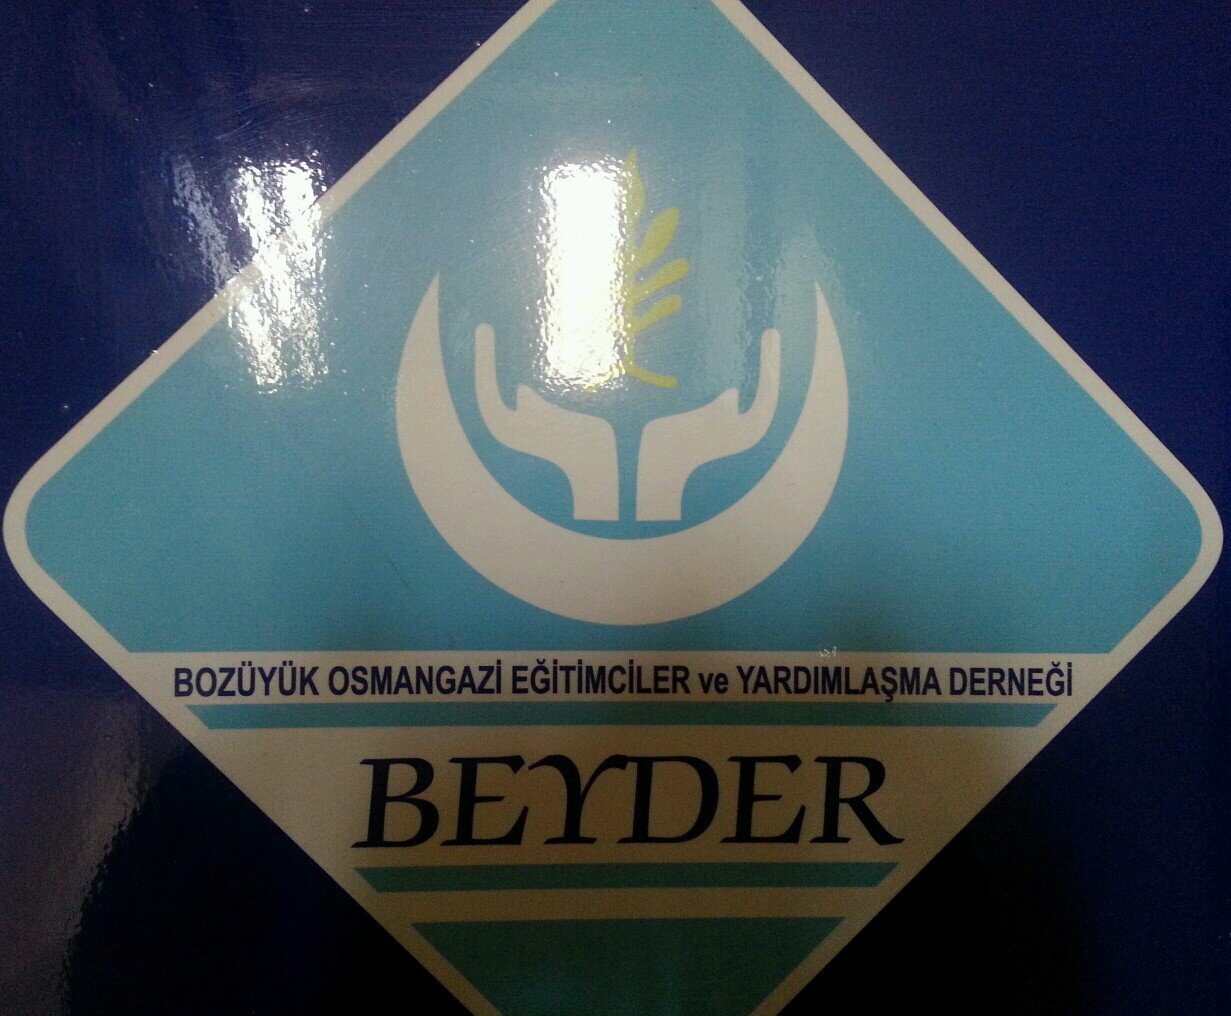 BOZÜYÜK OSMANGAZİ EĞİTİMCİLER ve YARDIMLAŞMA DERNEĞİ
BEYDER